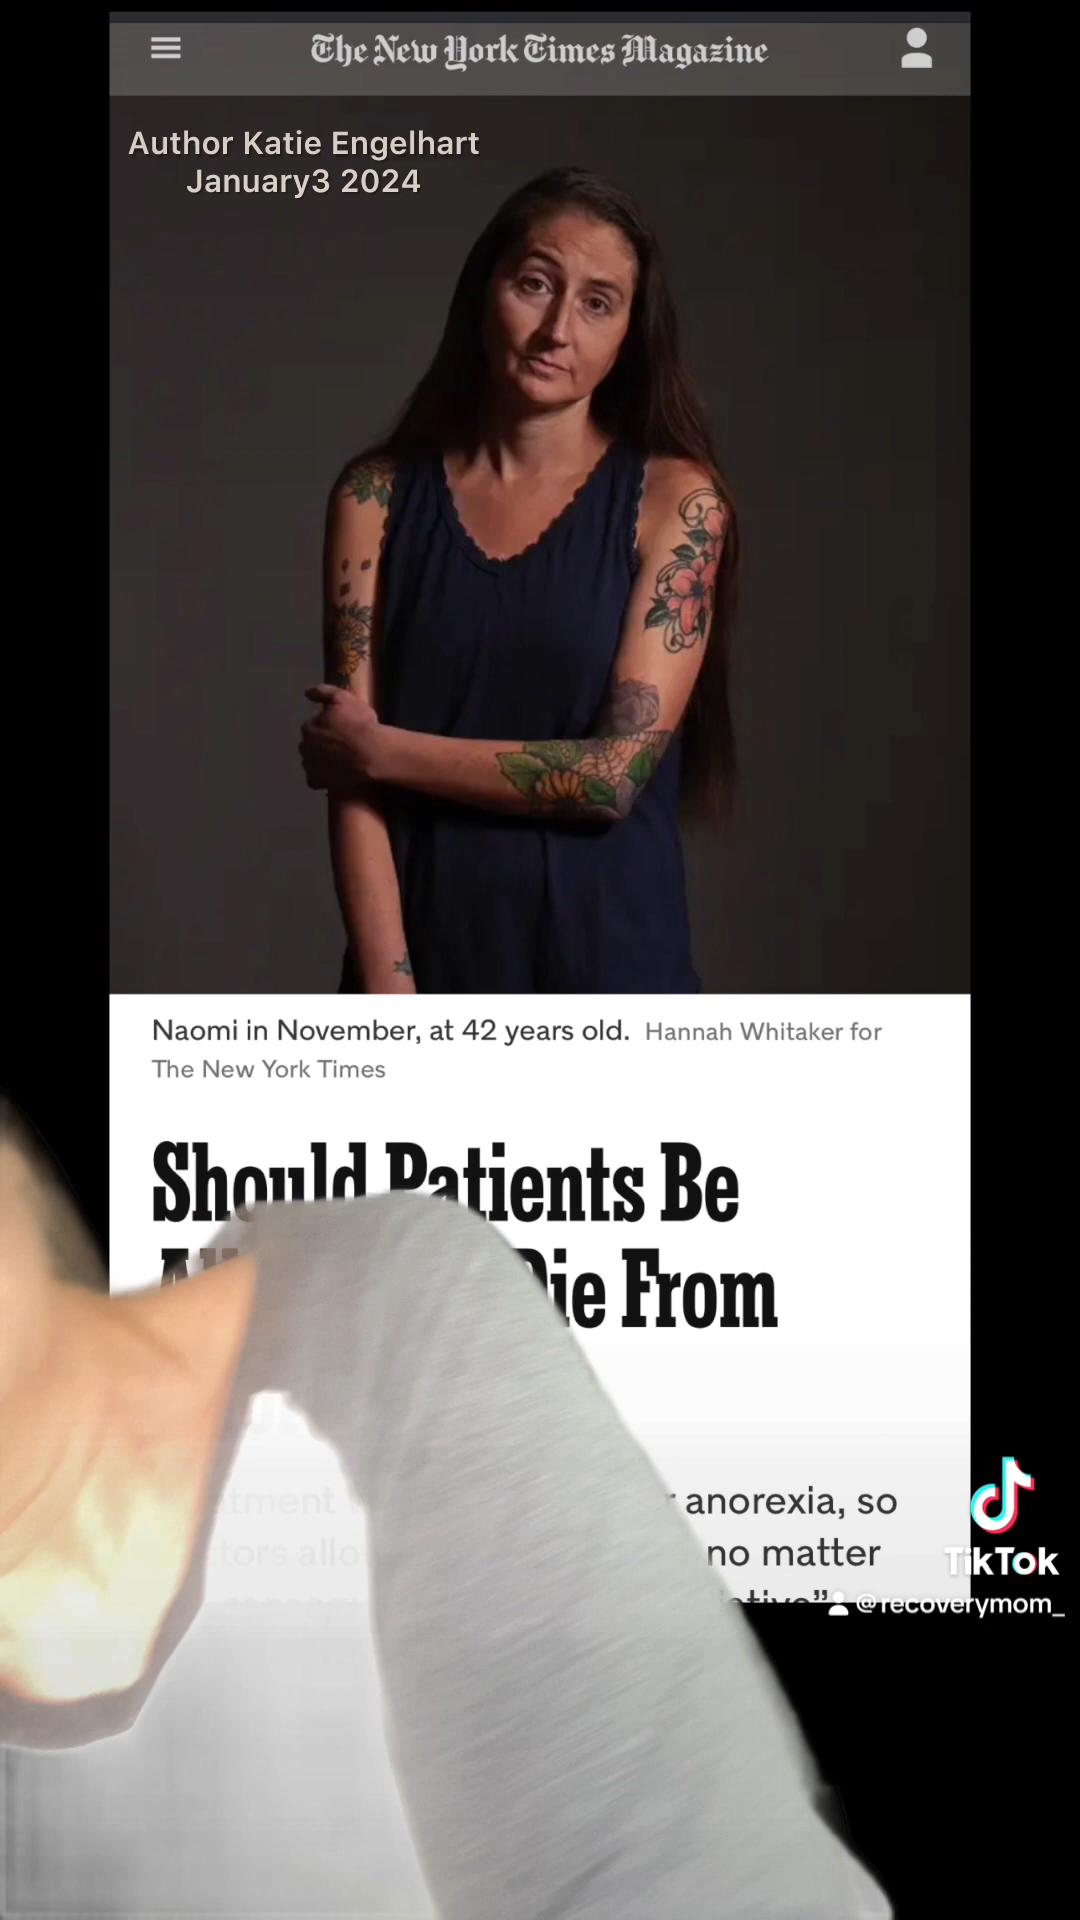 The New York Times Magazine
Author Katie Engelhart
January3 2024
Naomi in November, at 42 years old. Hannah Whitaker for
The New York Times
Should Patients Be
Die From
anorexia, so
no matter
TikTok
@recoverymom_